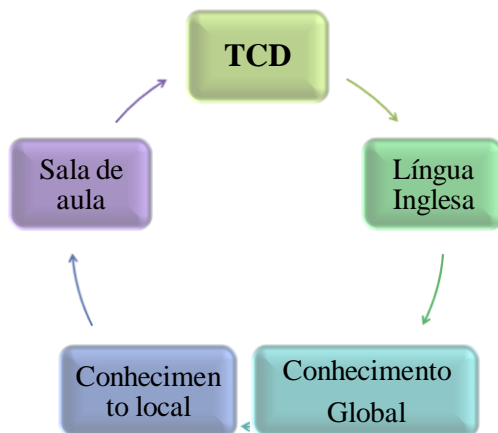 TCD
Língua
Inglesa
Conhecimento
Global
Conhecimen
to local
Sala de
aula